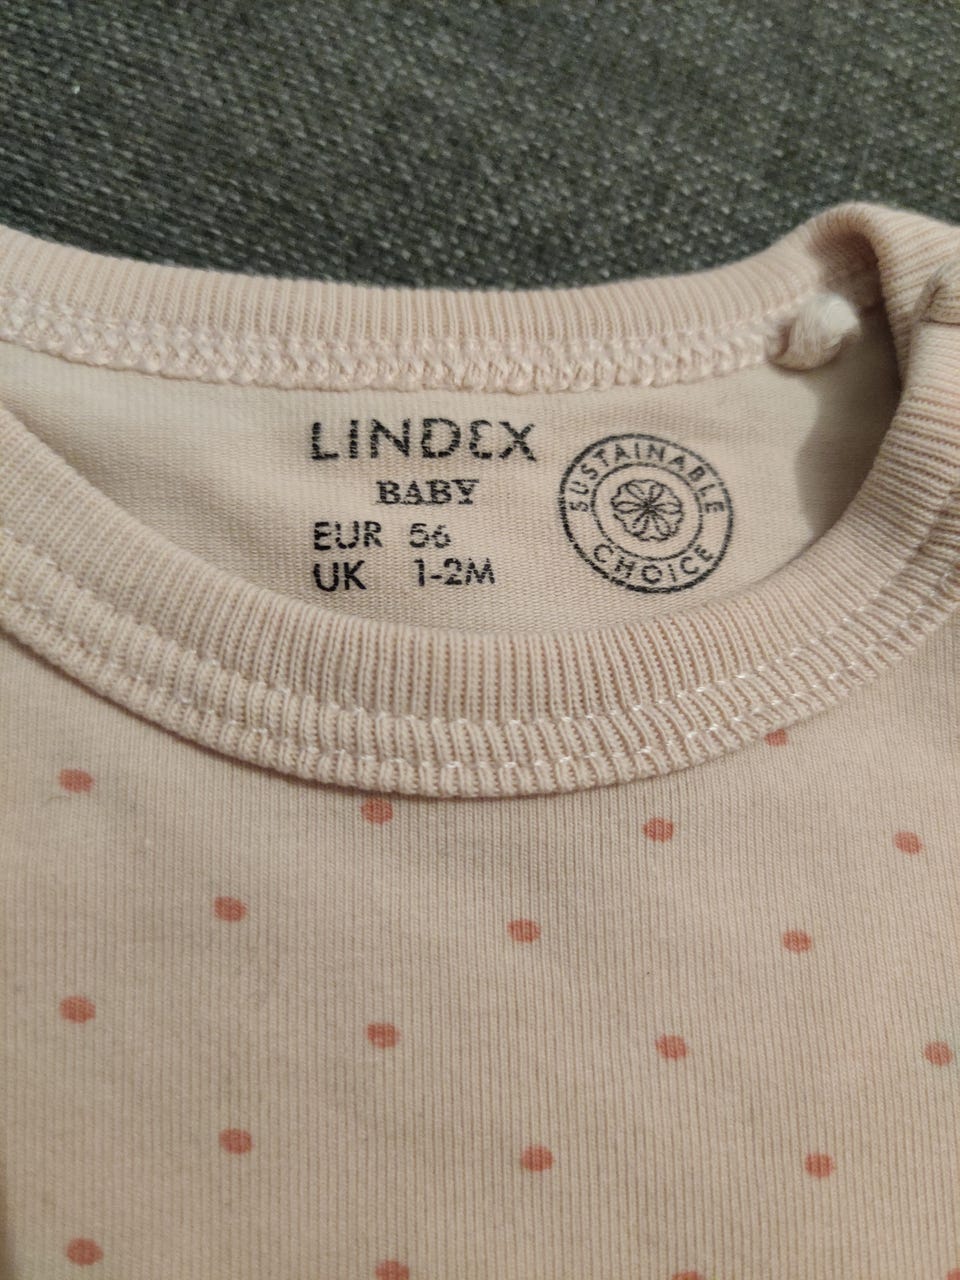 LINDEX
BABY
EUR 56
UK 1-2M
SUSTAINABLE
CHOICE